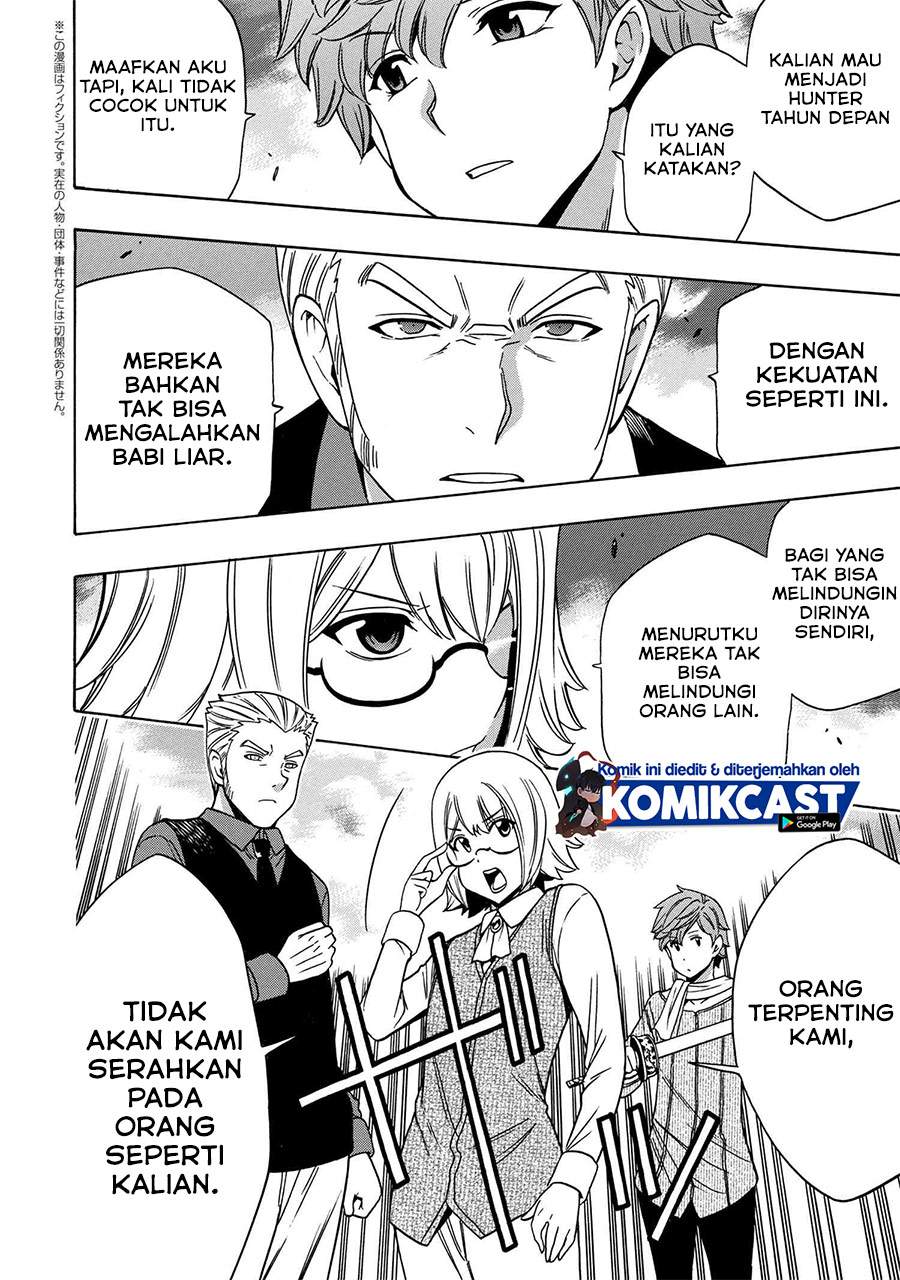 ※この漫画はフィクションです。実在の人物・団体・事件などには一切関係ありません。
KALIAN MAU
MENJADI
HUNTER
TAHUN DEPAN
ITU YANG
KALIAN
KATAKAN?
MAAFKAN AKU
TAPI, KALI TIDAK
COCOK UNTUK
ITU.
DENGAN
KEKUATAN
SEPERTI INI.
MEREKA
BAHKAN
TAK BISA
MENGALAHKAN
BABI LIAR.
BAGI YANG
TAK BISA
MELINDUNGIN
DIRINYA
SENDIRI,
MENURUTKU
MEREKA TAK
BISA
MELINDUNGI
ORANG LAIN.
Komik ini diedit & diterjemahkan oleh
KOMIKCAST
GET IT ON
Google Play
ORANG
TERPENTING
KAMI,
TIDAK
AKAN KAMI
SERAHKAN
PADA
ORANG
SEPERTI
KALIAN.